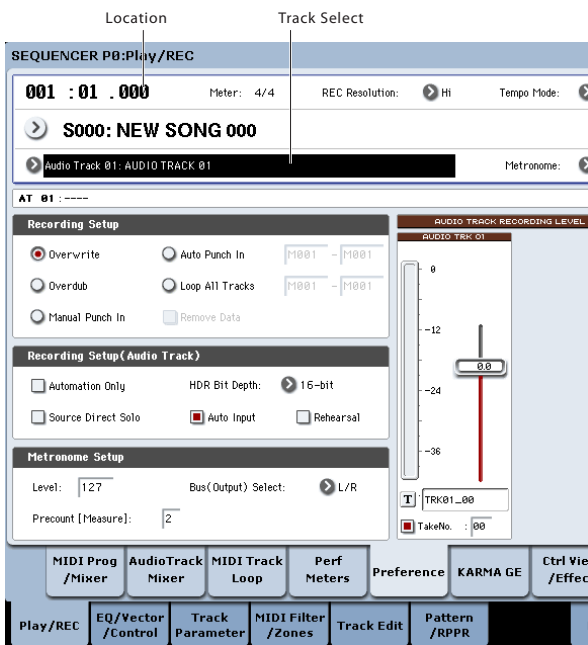 Location Track Select
SEQUENCER P0:Play/REC
001 :01 .000 Meter: 4/4 REC Resolution: Hi Tempo Mode:
S000: NEW SONG 000
Audio Track 01: AUDIO TRACK 01 Metronome:
AT 01 :----
Recording Setup
Overwrite Auto Punch In M001 - M001
Overdub Loop All Tracks M001 - M001
Manual Punch In Remove Data
Recording Setup(Audio Track)
Automation Only HDR Bit Depth: 16-bit
Source Direct Solo Auto Input Rehearsal
Metronome Setup
Level: 127 Bus(Output) Select: L/R
Precount [Measure]: 2
AUDIO TRACK RECORDING LEVEL
AUDIO TRK 01
0
-12
0.0
-24
-36
T TRK01_00
TakeNo. : 00
MIDI Prog
/Mixer
AudioTrack
Mixer
MIDI Track
Loop
Perf
Meters
Preference
KARMA GE
Ctrl Vie
/Effec
Play/REC
EQ/Vector
/Control
Track
Parameter
MIDI Filter
/Zones
Track Edit
Pattern
/RPPR